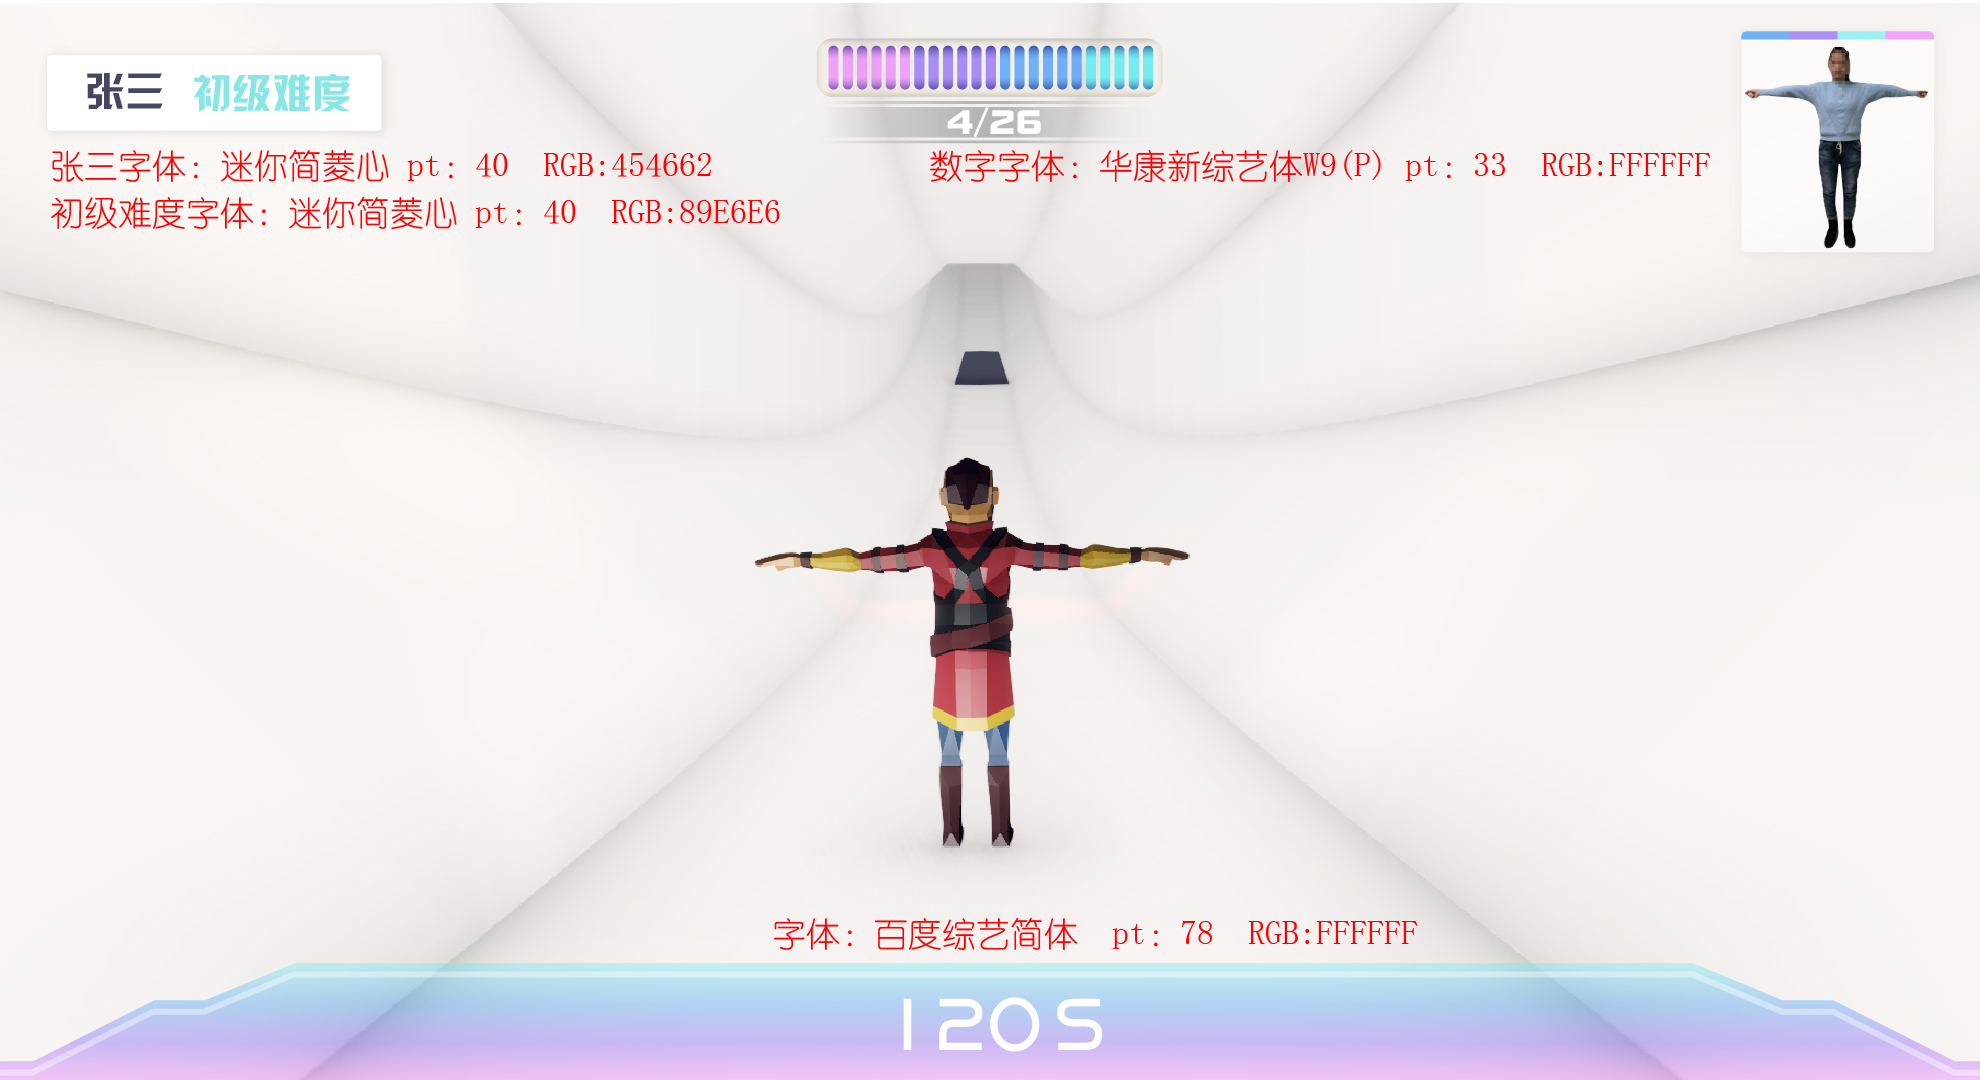 张三 初级难度
4/26
张三字体：迷你简菱心 pt：40 RGB:454662
数字字体：华康新综艺体W9(P) pt：33 RGB:FFFFFF
初级难度字体：迷你简菱心 pt：40 RGB:89E6E6
字体：百度综艺简体 pt：78 RGB:FFFFFF
120S